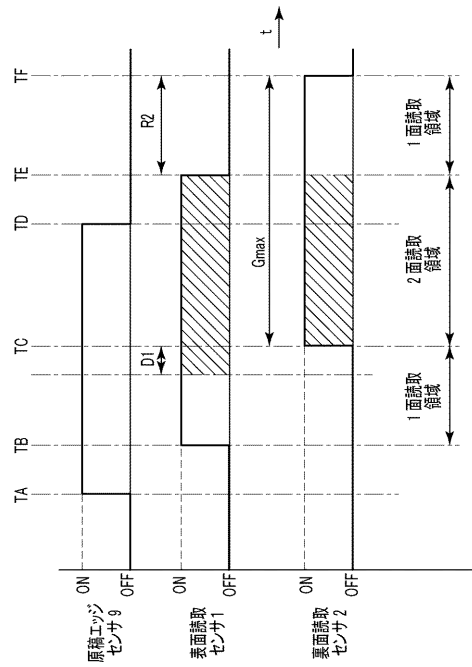 TA
TB
TC
TD
TE
TF
原稿エッジ
センサ9
ON
OFF
D1
R2
表面読取
センサ1
ON
OFF
Gmax
t
裏面読取
センサ2
ON
OFF
1面読取
領域
2面読取
領域
1面読取
領域